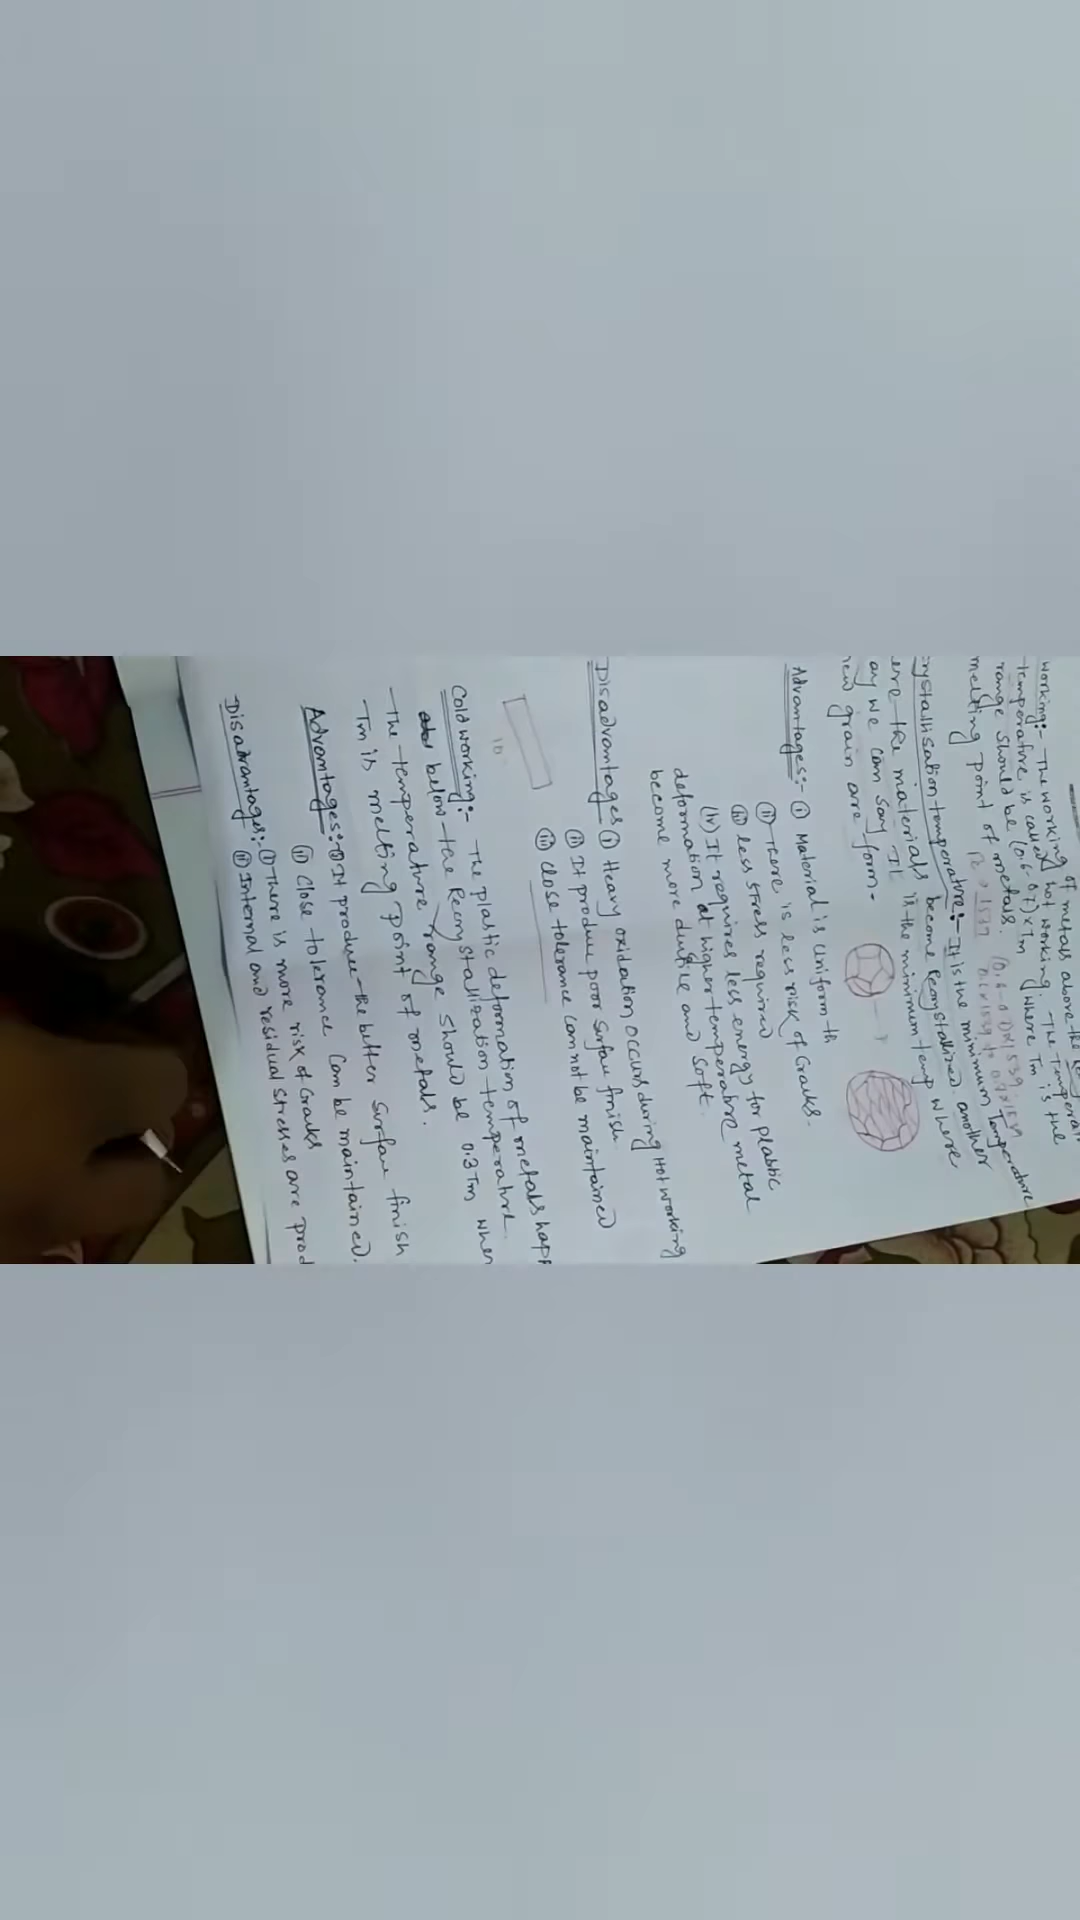 working:- The working of metals above the
temperature is called hot working. The Temperat
range should be (0.6-0.7)xTm where Tm is the
melting point of metals.
rystallisation temperature:- It is the minimum Temperature
ere the materials become Recrystallized another
any we can say It is the minimum temp where
new grain are form.
Advantages:- (i) Material is uniform th
(ii) There is less risk of Cracks.
(iii) less stress required
(iv) It requires less energy for plastic
deformation at higher temperature metal
become more ductile and Soft.
Disadvantages (i) Heavy oxidation occurs during Hot working
(ii) It produce poor Surface finish
(iii) Close tolerance Can not be maintained
10
Cold working:- The plastic deformation of metals happ
below the Recrystallization temperature
The temperature range Should be 0.3Tm wher
Tm is melting Point of metals.
Advantages:-(i) It produce the better Surface finish
(ii) Close tolerance Can be maintained.
Disadvantages:-(i) There is more risk of Cracks
(ii) Internal and residual Stresses are prod